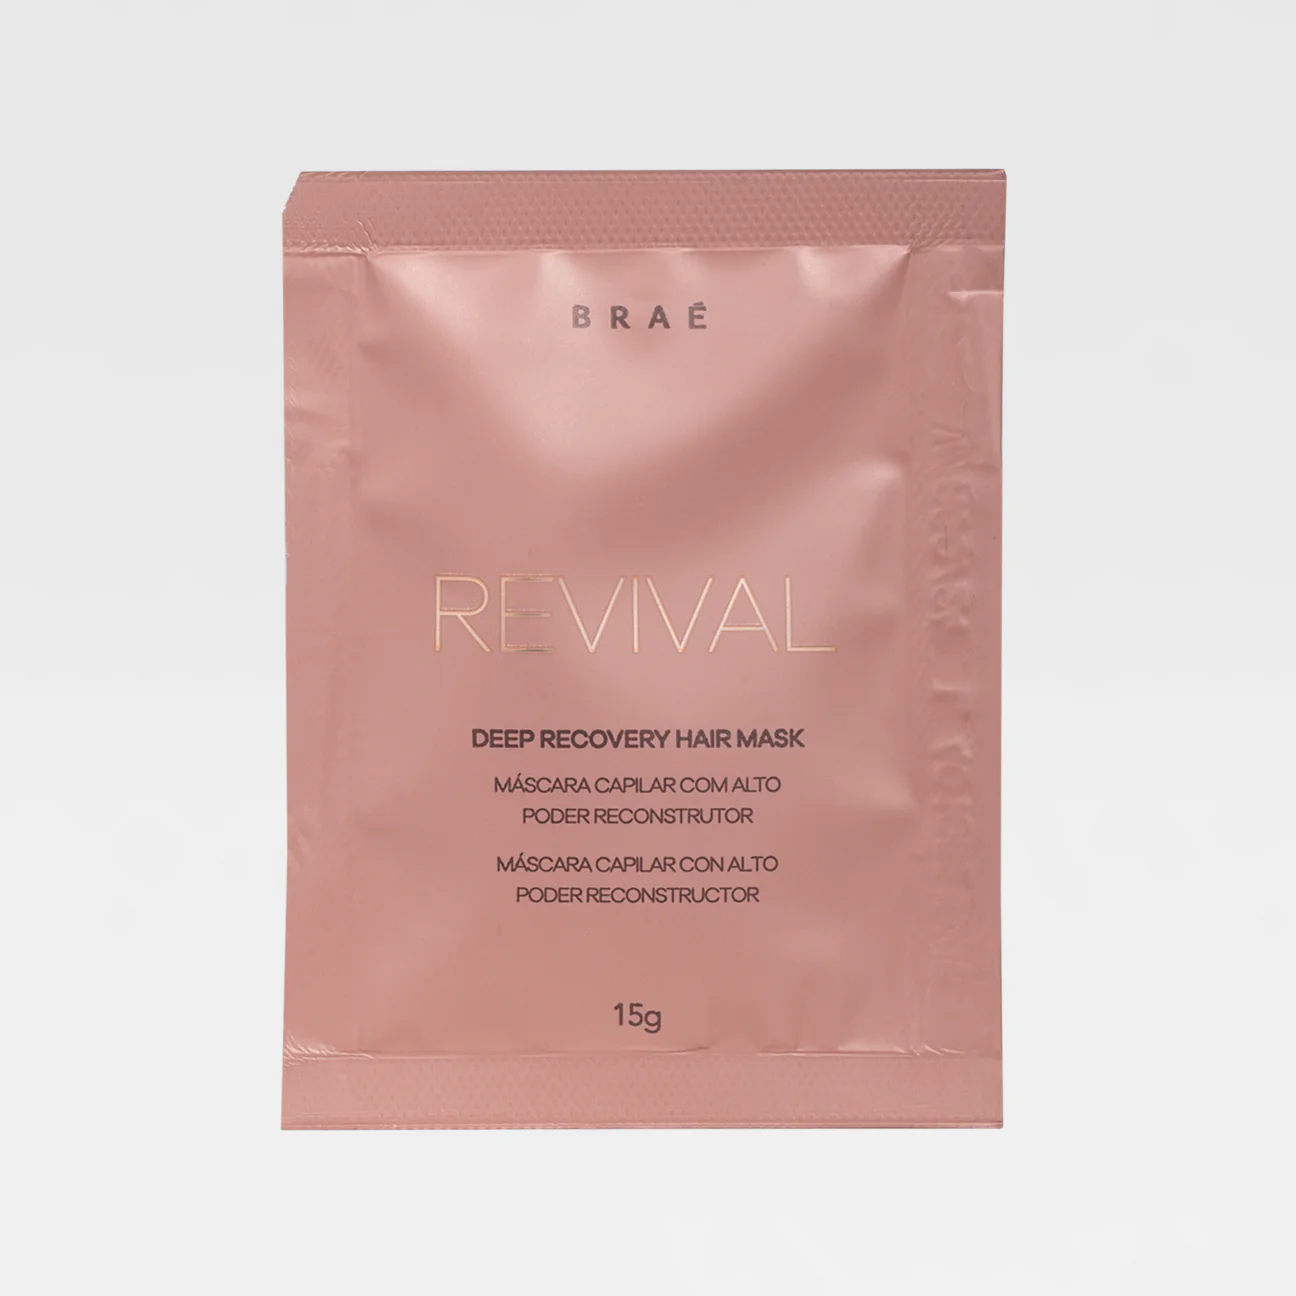 BRAÉ
REVIVAL
DEEP RECOVERY HAIR MASK
MÁSCARA CAPILAR COM ALTO
PODER RECONSTRUTOR
MÁSCARA CAPILAR CON ALTO
PODER RECONSTRUCTOR
15g